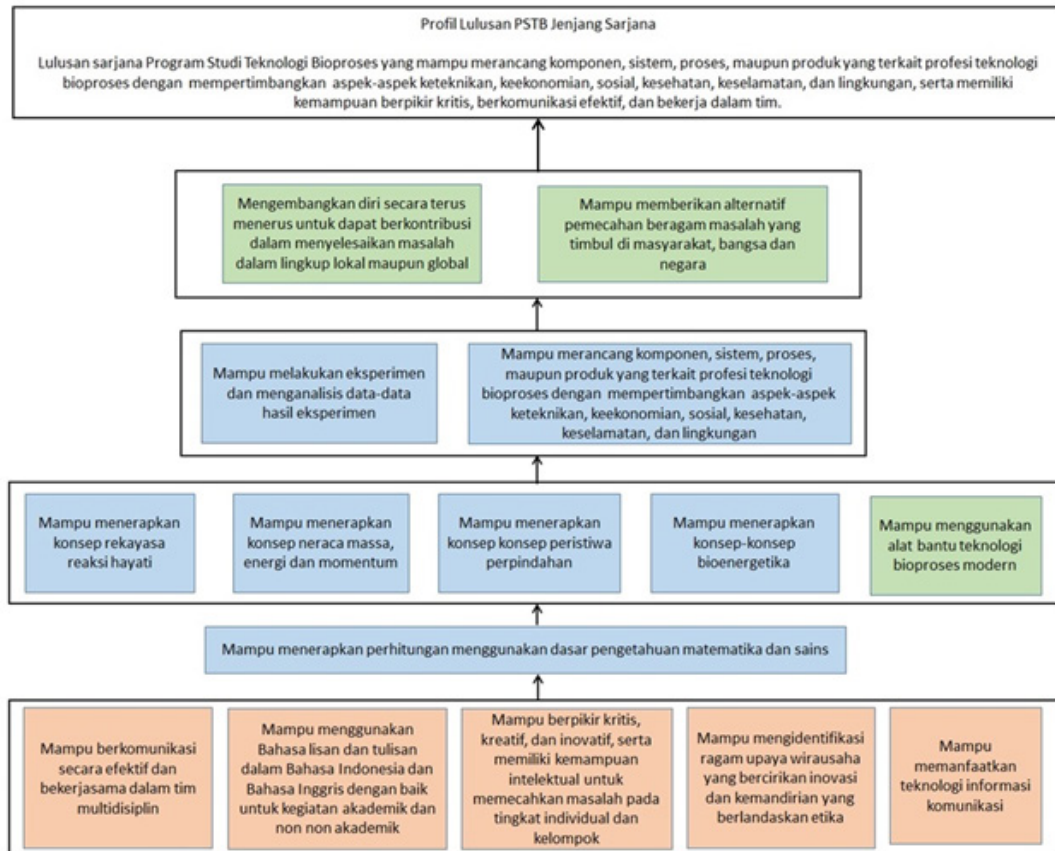 Profil Lulusan PSTB Jenjang Sarjana
Lulusan sarjana Program Studi Teknologi Bioproses yang mampu merancang komponen, sistem, proses, maupun produk yang terkait profesi teknologi
bioproses dengan mempertimbangkan aspek-aspek keteknikan, keekonomian, sosial, kesehatan, keselamatan, dan lingkungan, serta memiliki
kemampuan berpikir kritis, berkomunikasi efektif, dan bekerja dalam tim.
Mengembangkan diri secara terus
menerus untuk dapat berkontribusi
dalam menyelesaikan masalah
dalam lingkup lokal maupun global
Mampu memberikan alternatif
pemecahan beragam masalah yang
timbul di masyarakat, bangsa dan
negara
Mampu melakukan eksperimen
dan menganalisis data-data
hasil eksperimen
Mampu merancang komponen, sistem, proses,
maupun produk yang terkait profesi teknologi
bioproses dengan mempertimbangkan aspek-aspek
keteknikan, keekonomian, sosial, kesehatan,
keselamatan, dan lingkungan
Mampu menerapkan
konsep rekayasa
reaksi hayati
Mampu menerapkan
konsep neraca massa,
energi dan momentum
Mampu menerapkan
konsep konsep peristiwa
perpindahan
Mampu menerapkan
konsep-konsep
bioenergetika
Mampu menggunakan
alat bantu teknologi
bioproses modern
Mampu menerapkan perhitungan menggunakan dasar pengetahuan matematika dan sains
Mampu berkomunikasi
secara efektif dan
bekerjasama dalam tim
multidisiplin
Mampu menggunakan
Bahasa lisan dan tulisan
dalam Bahasa Indonesia dan
Bahasa Inggris dengan baik
untuk kegiatan akademik dan
non non akademik
Mampu berpikir kritis,
kreatif, dan inovatif, serta
memiliki kemampuan
intelektual untuk
memecahkan masalah pada
tingkat individual dan
kelompok
Mampu mengidentifikasi
ragam upaya wirausaha
yang bercirikan inovasi
dan kemandirian yang
berlandaskan etika
Mampu
memanfaatkan
teknologi informasi
komunikasi